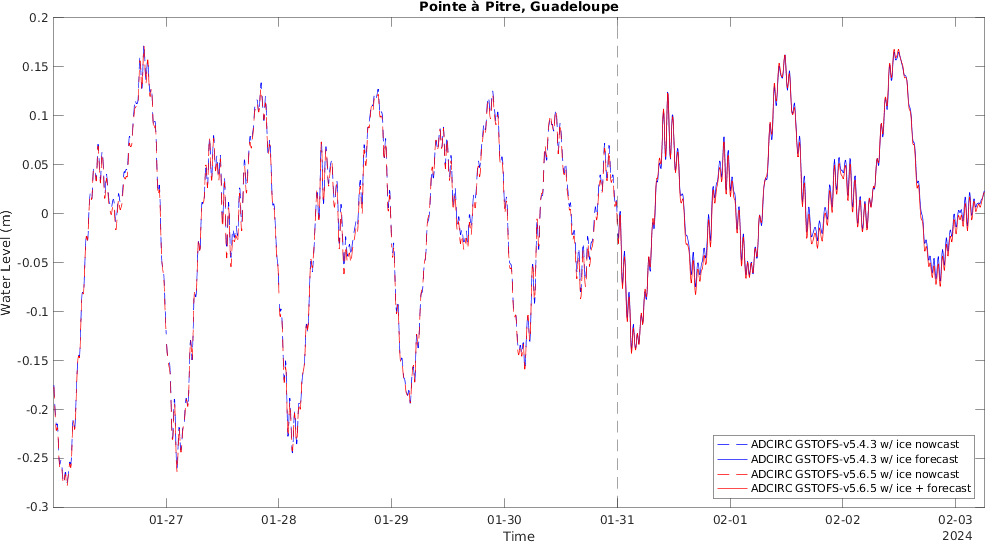 Pointe à Pitre, Guadeloupe
0.2
0.15
0.1
0.05
0
-0.05
-0.1
-0.15
-0.2
-0.25
-0.3
Water Level (m)
ADCIRC GSTOFS-v5.4.3 w/ ice nowcast
ADCIRC GSTOFS-v5.4.3 w/ ice forecast
ADCIRC GSTOFS-v5.6.5 w/ ice nowcast
ADCIRC GSTOFS-v5.6.5 w/ ice + forecast
01-27 01-28 01-29 01-30 01-31 02-01 02-02 02-03
Time 2024